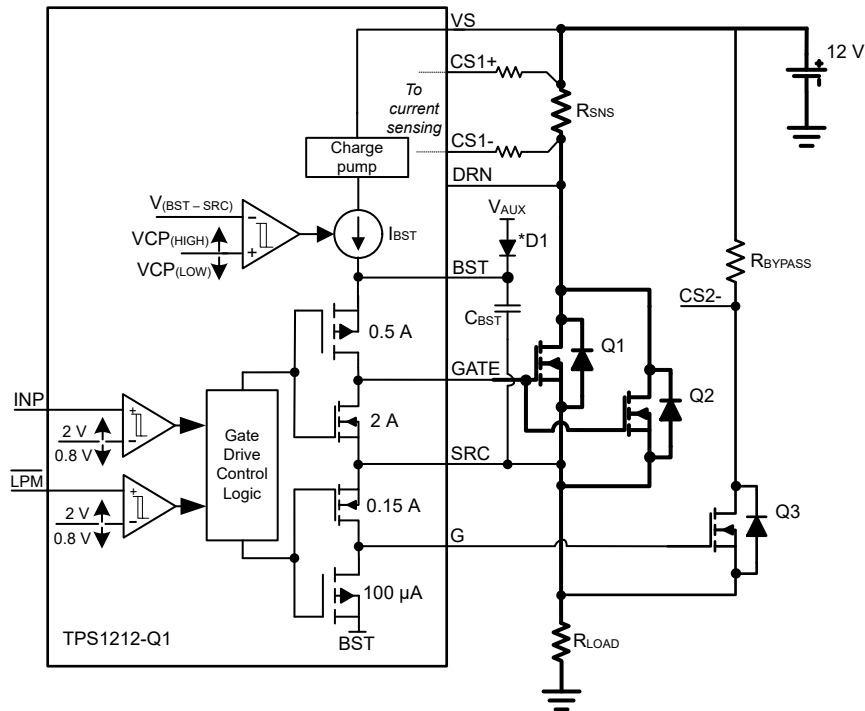 VS
CS1+
12 V
To
current
sensing
RSNS
CS1-
Charge
pump
DRN
V(BST – SRC)
VAUX
IBST
*D1
VCP(HIGH)
VCP(LOW)
BST
RBYPASS
CS2-
CBST
0.5 A
Q1
GATE
Q2
INP
2 V
0.8 V
2 A
Gate
Drive
Control
Logic
SRC
LPM
0.15 A
2 V
0.8 V
Q3
G
100 µA
TPS1212-Q1
BST
RLOAD